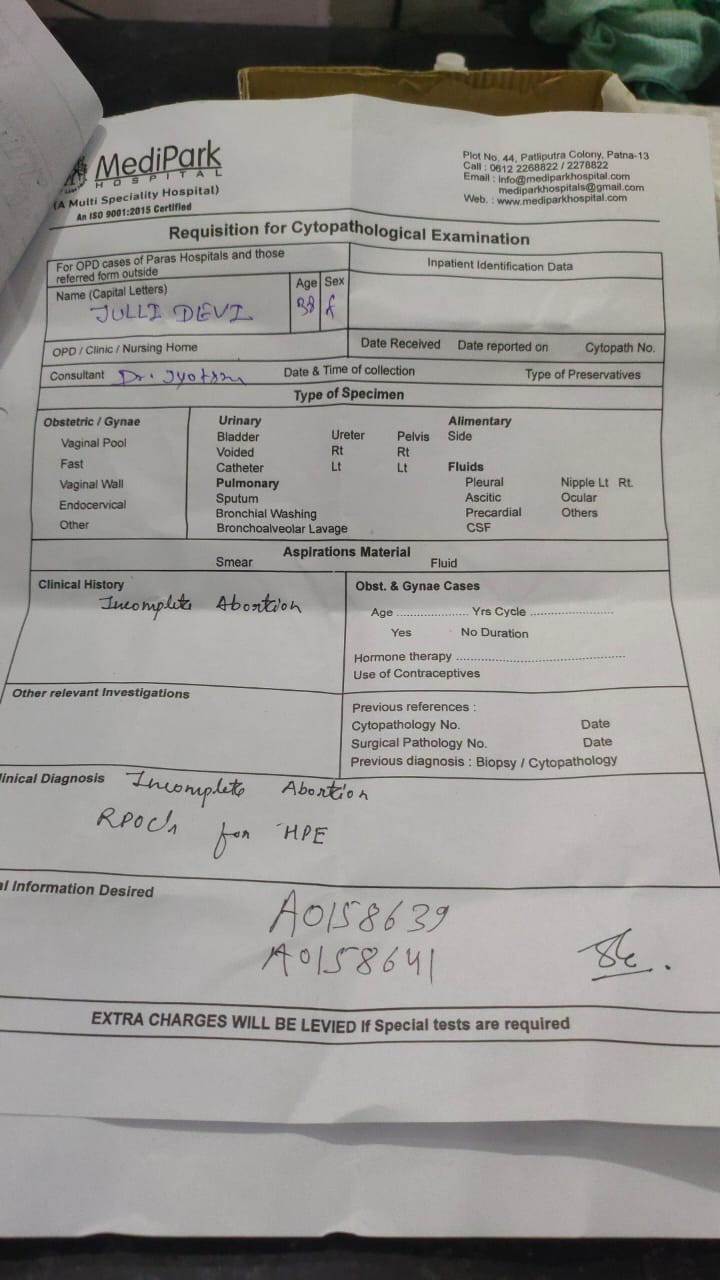 MediPark
HOSPITAL
(A Multi Speciality Hospital)
An ISO 9001:2015 Certified
Plot No. 44, Patliputra Colony, Patna-13
Call : 0612 2268822 / 2278822
Email : info@mediparkhospital.com
mediparkhospitals@gmail.com
Web. : www.mediparkhospital.com
Requisition for Cytopathological Examination
For OPD cases of Paras Hospitals and those
referred form outside
Inpatient Identification Data
Name (Capital Letters) Age Sex
JULLI DEVI 38 f
OPD / Clinic / Nursing Home
Date Received Date reported on Cytopath No.
Consultant Dr. Jyotsn Date & Time of collection Type of Preservatives
Type of Specimen
Obstetric / Gynae
Vaginal Pool
Fast
Vaginal Wall
Endocervical
Other
Urinary
Bladder Ureter Pelvis
Voided Rt Rt
Catheter Lt Lt
Pulmonary
Sputum
Bronchial Washing
Bronchoalveolar Lavage
Alimentary
Side
Fluids
Pleural Nipple Lt Rt.
Ascitic Ocular
Precardial Others
CSF
Aspirations Material
Smear Fluid
Clinical History
Incomplete Abortion
Obst. & Gynae Cases
Age .................. Yrs Cycle .....................
Yes No Duration
Hormone therapy ..........................................
Use of Contraceptives
Other relevant Investigations
Previous references :
Cytopathology No. Date
Surgical Pathology No. Date
Previous diagnosis : Biopsy / Cytopathology
linical Diagnosis Incomplete Abortion
RPOCs for HPE
al Information Desired
A0158639
A0158641
EXTRA CHARGES WILL BE LEVIED If Special tests are required